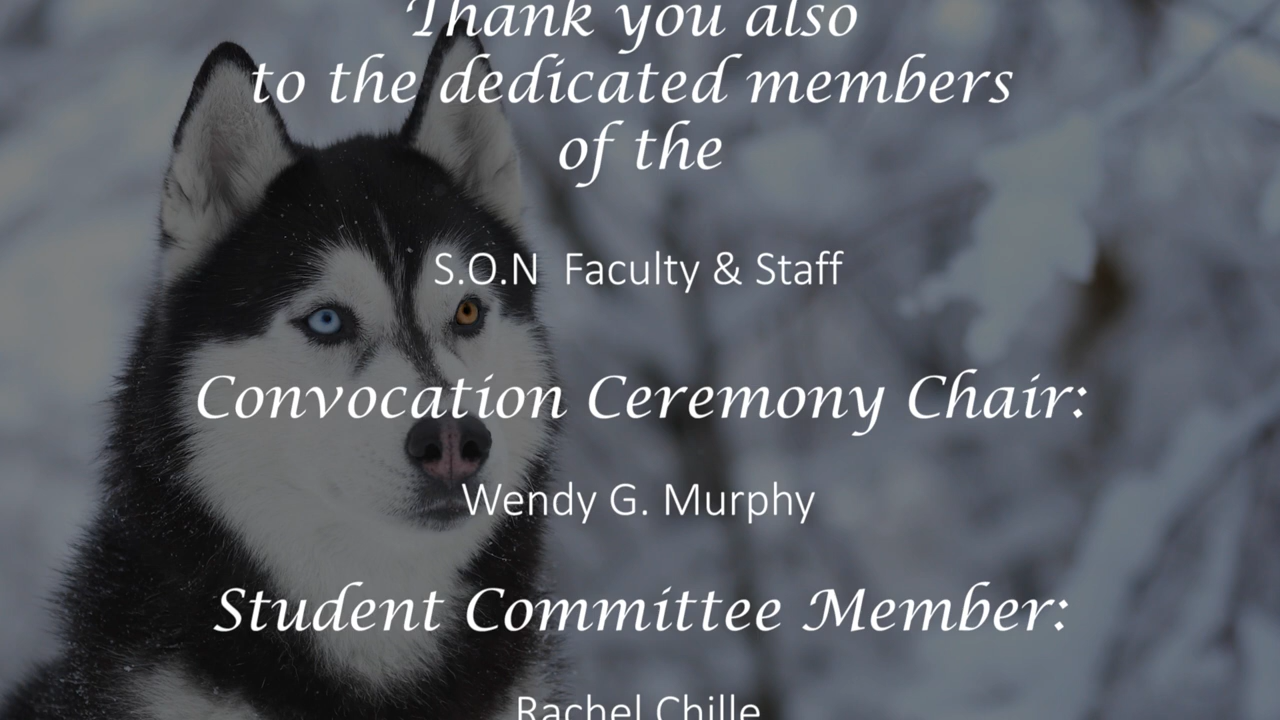 Thank you also
to the dedicated members
of the
S.O.N  Faculty & Staff
Convocation Ceremony Chair:
Wendy G. Murphy
Student Committee Member:
Rachel Chille